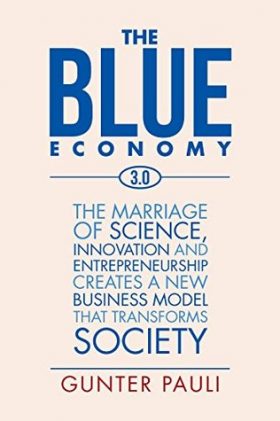 THE
BLUE
ECONOMY
3.0
THE MARRIAGE
OF SCIENCE,
INNOVATION AND
ENTREPRENEURSHIP
CREATES A NEW
BUSINESS MODEL
THAT TRANSFORMS
SOCIETY
GUNTER PAULI